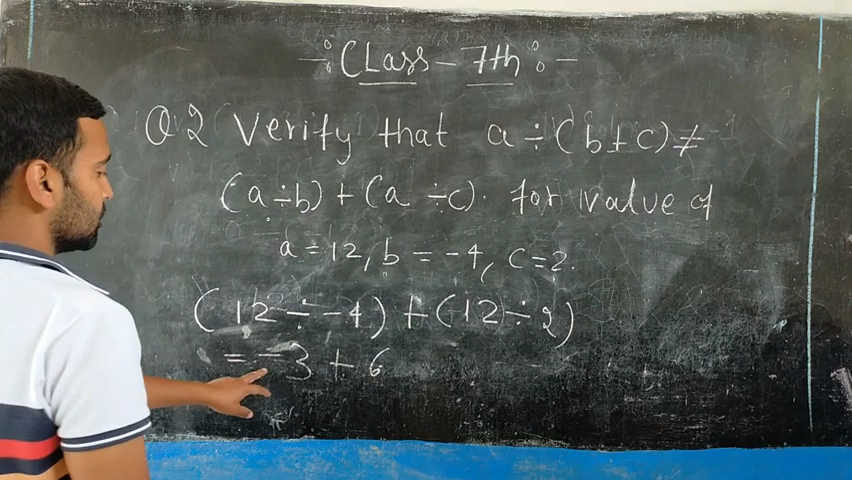 CLass - 7th
Q2 Verify that a ÷ (b + c) ≠
(a ÷ b) + (a ÷ c). for value of
a = 12, b = -4, c = 2.
(12 ÷ -4) + (12 ÷ 2)
= -3 + 6